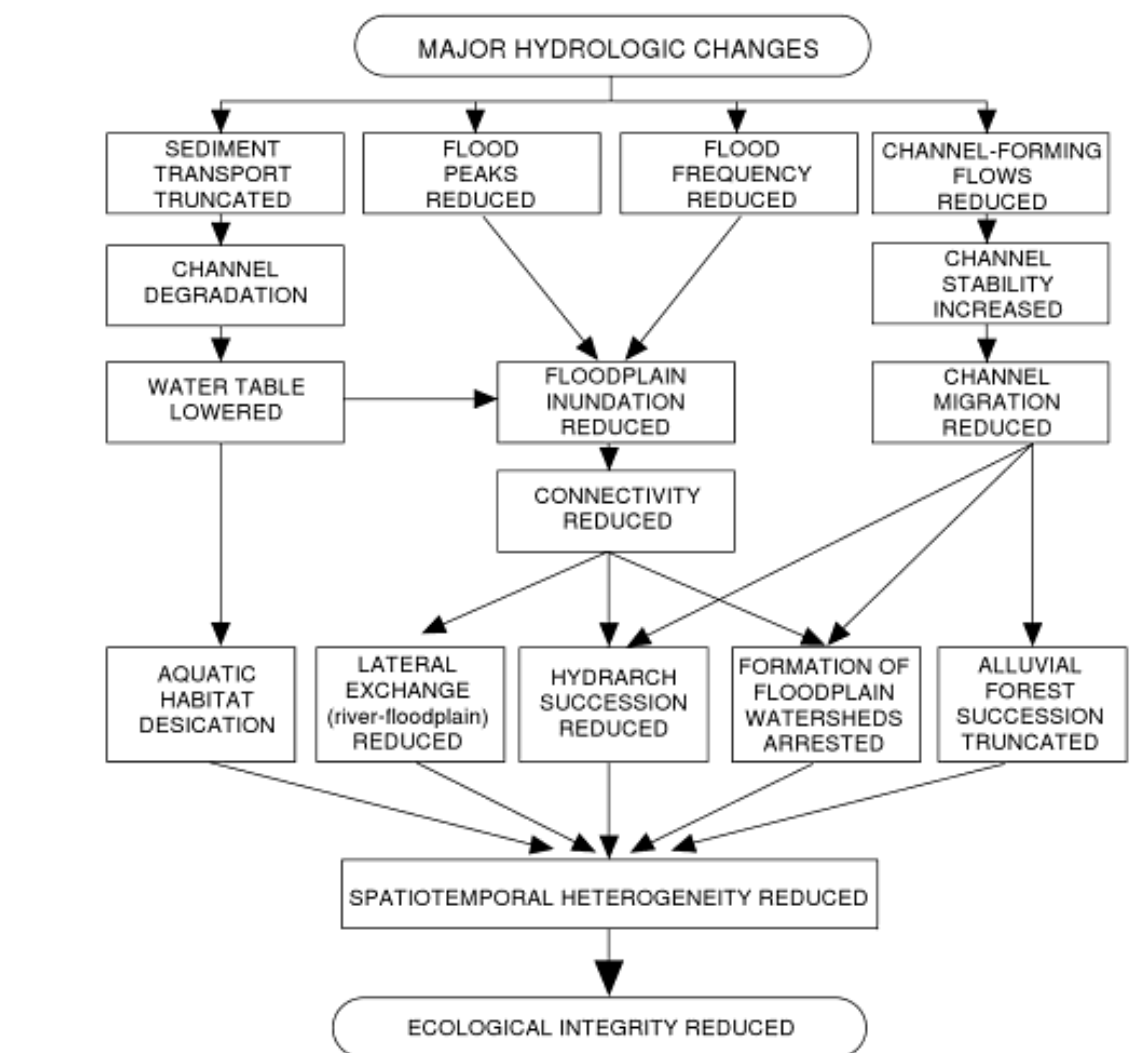 MAJOR HYDROLOGIC CHANGES
SEDIMENT
TRANSPORT
TRUNCATED
FLOOD
PEAKS
REDUCED
FLOOD
FREQUENCY
REDUCED
CHANNEL-FORMING
FLOWS
REDUCED
CHANNEL
DEGRADATION
CHANNEL
STABILITY
INCREASED
WATER TABLE
LOWERED
FLOODPLAIN
INUNDATION
REDUCED
CHANNEL
MIGRATION
REDUCED
CONNECTIVITY
REDUCED
AQUATIC
HABITAT
DESICATION
LATERAL
EXCHANGE
(river-floodplain)
REDUCED
HYDRARCH
SUCCESSION
REDUCED
FORMATION OF
FLOODPLAIN
WATERSHEDS
ARRESTED
ALLUVIAL
FOREST
SUCCESSION
TRUNCATED
SPATIOTEMPORAL HETEROGENEITY REDUCED
ECOLOGICAL INTEGRITY REDUCED